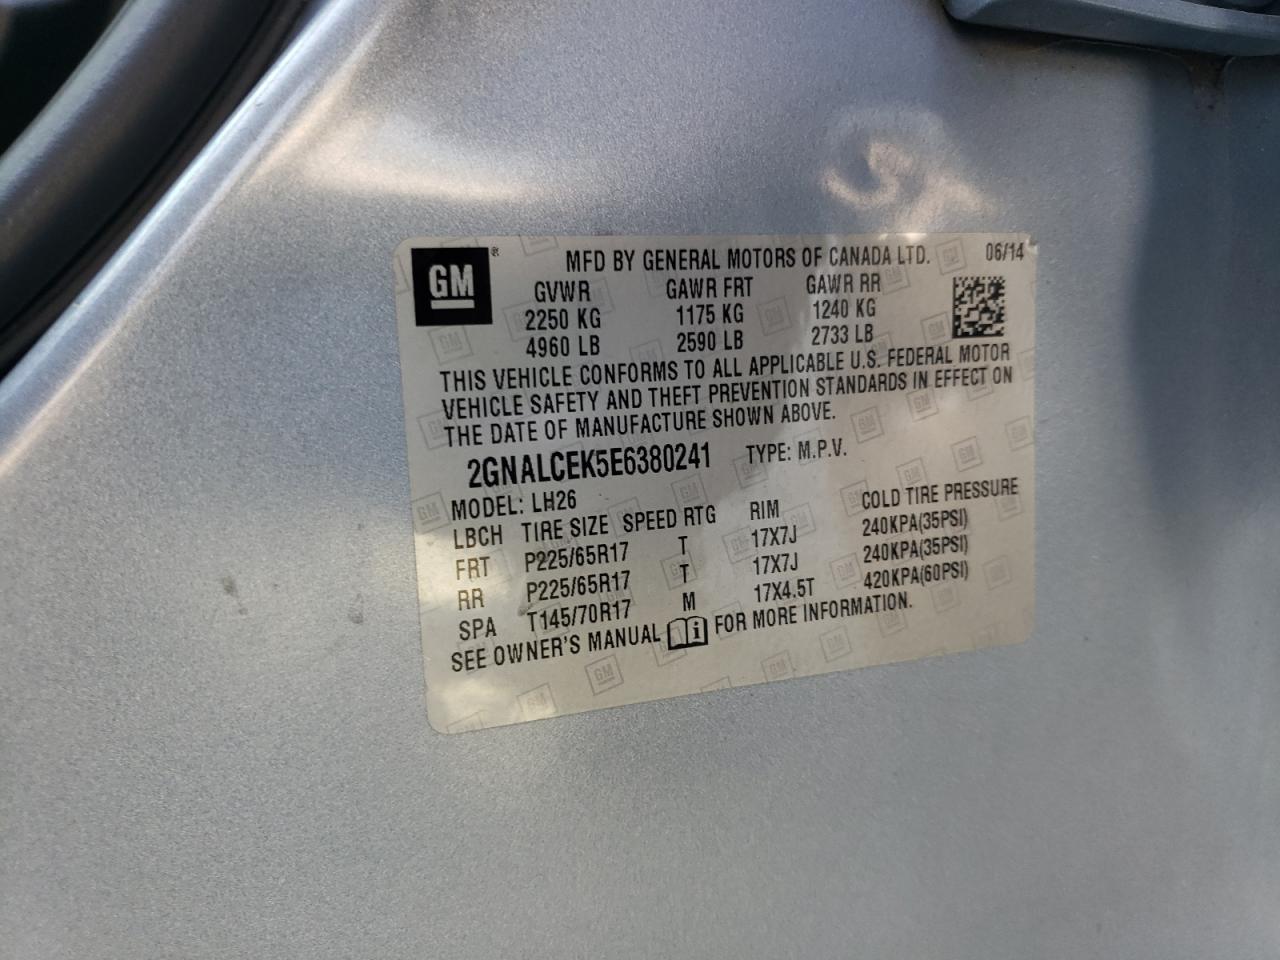 GM ® MFD BY GENERAL MOTORS OF CANADA LTD. 06/14
GVWR GAWR FRT GAWR RR
2250 KG 1175 KG 1240 KG
4960 LB 2590 LB 2733 LB
THIS VEHICLE CONFORMS TO ALL APPLICABLE U.S. FEDERAL MOTOR
VEHICLE SAFETY AND THEFT PREVENTION STANDARDS IN EFFECT ON
THE DATE OF MANUFACTURE SHOWN ABOVE.
2GNALCEK5E6380241 TYPE: M.P.V.
MODEL: LH26
LBCH TIRE SIZE SPEED RTG RIM COLD TIRE PRESSURE
FRT P225/65R17 T 17X7J 240KPA(35PSI)
RR P225/65R17 T 17X7J 240KPA(35PSI)
SPA T145/70R17 M 17X4.5T 420KPA(60PSI)
SEE OWNER'S MANUAL i FOR MORE INFORMATION.